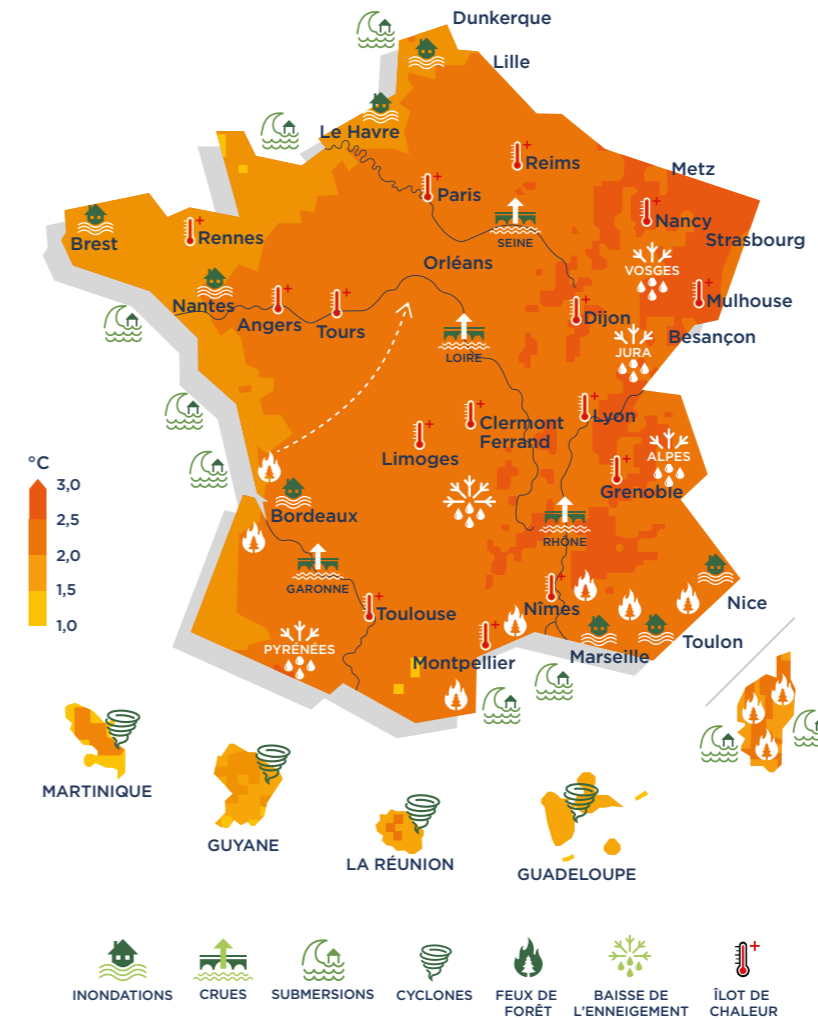 Dunkerque
Lille
Le Havre
Reims
Metz
Paris
Nancy
Strasbourg
Brest
Rennes
SEINE
Orléans
VOSGES
Nantes
Angers
Tours
Dijon
Mulhouse
Besançon
LOIRE
JURA
Clermont
Ferrand
Lyon
Limoges
ALPES
Grenoble
°C
3,0
2,5
2,0
1,5
1,0
Bordeaux
RHÔNE
GARONNE
Toulouse
Nîmes
Nice
PYRÉNÉES
Montpellier
Marseille
Toulon
MARTINIQUE
GUYANE
LA RÉUNION
GUADELOUPE
INONDATIONS
CRUES
SUBMERSIONS
CYCLONES
FEUX DE
FORÊT
BAISSE DE
L'ENNEIGEMENT
ÎLOT DE
CHALEUR